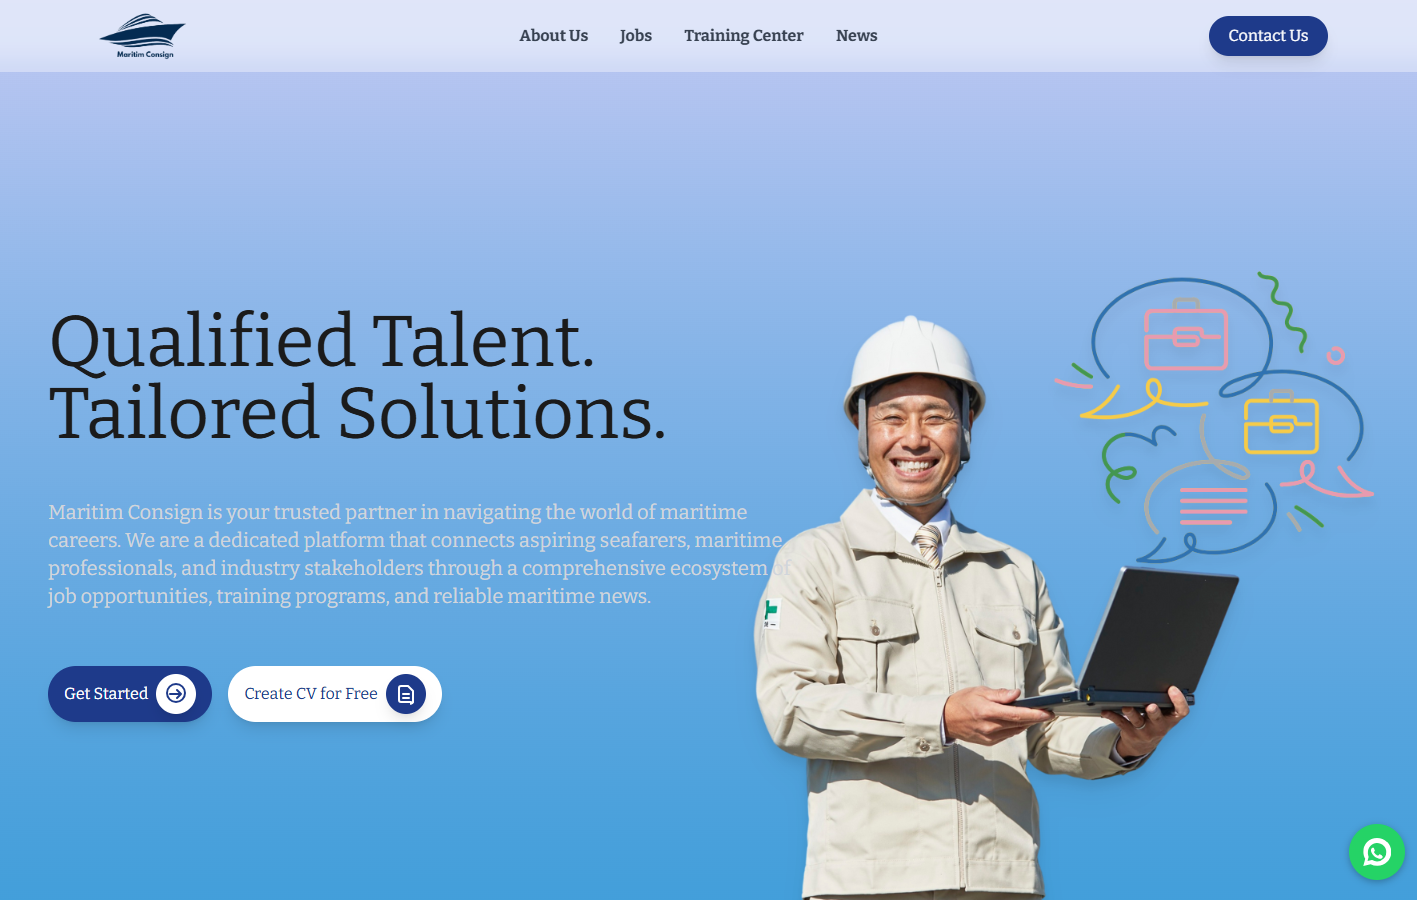 Maritim Consign
About Us
Jobs
Training Center
News
Contact Us
Qualified Talent.
Tailored Solutions.
Maritim Consign is your trusted partner in navigating the world of maritime
careers. We are a dedicated platform that connects aspiring seafarers, maritime
professionals, and industry stakeholders through a comprehensive ecosystem of
job opportunities, training programs, and reliable maritime news.
Get Started
Create CV for Free